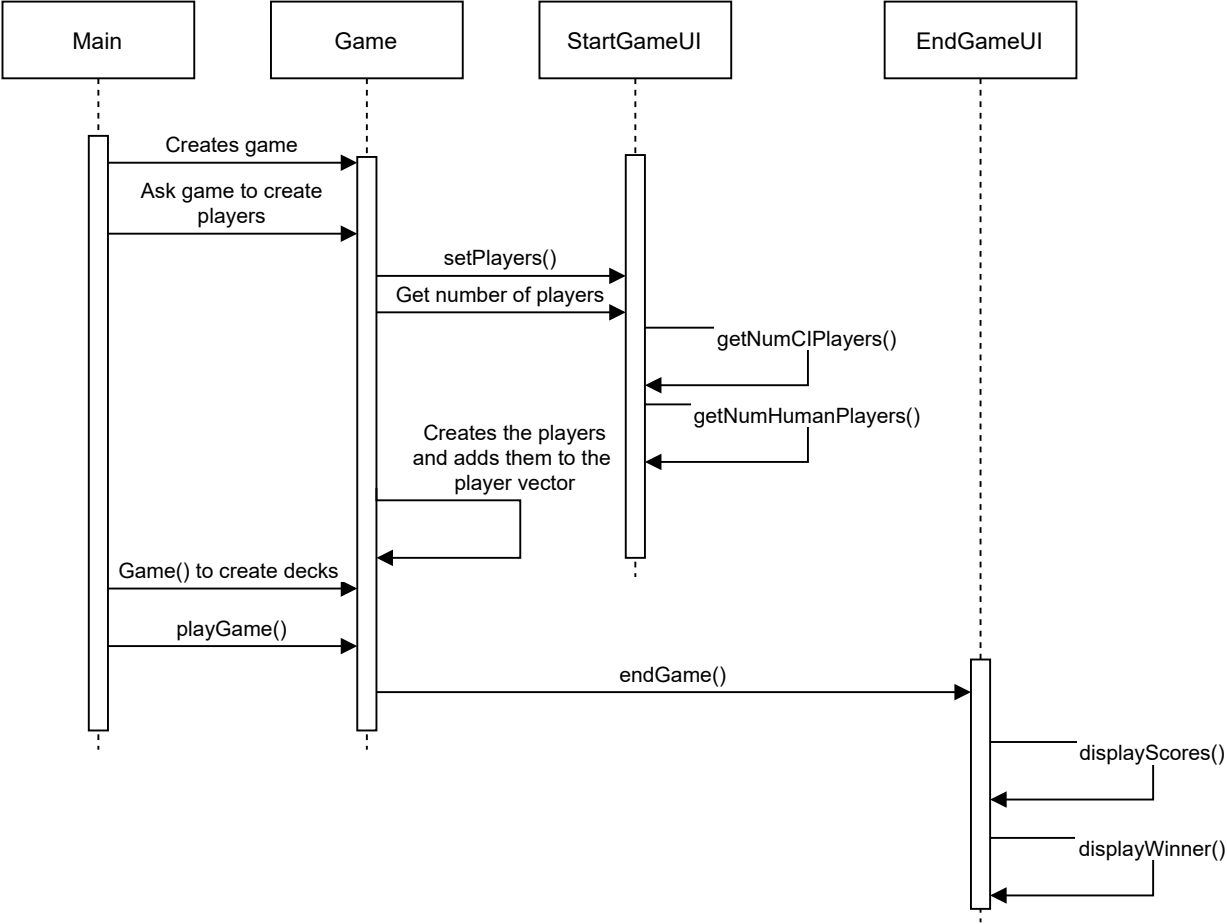 Main
Game
StartGameUI
EndGameUI
Creates game
Ask game to create
players
setPlayers()
Get number of players
getNumCIPlayers()
getNumHumanPlayers()
Creates the players
and adds them to the
player vector
Game() to create decks
playGame()
endGame()
displayScores()
displayWinner()